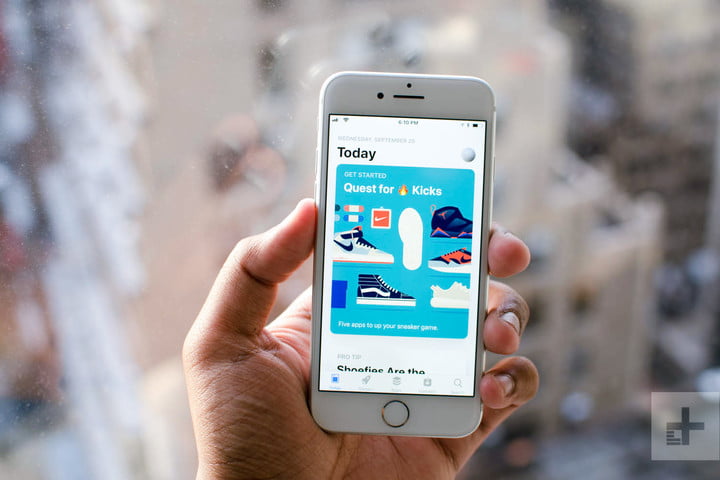 6:10 PM
WEDNESDAY, SEPTEMBER 20
Today
GET STARTED
Quest for 🔥 Kicks
Five apps to up your sneaker game.
PRO TIP
Shoefies Are the